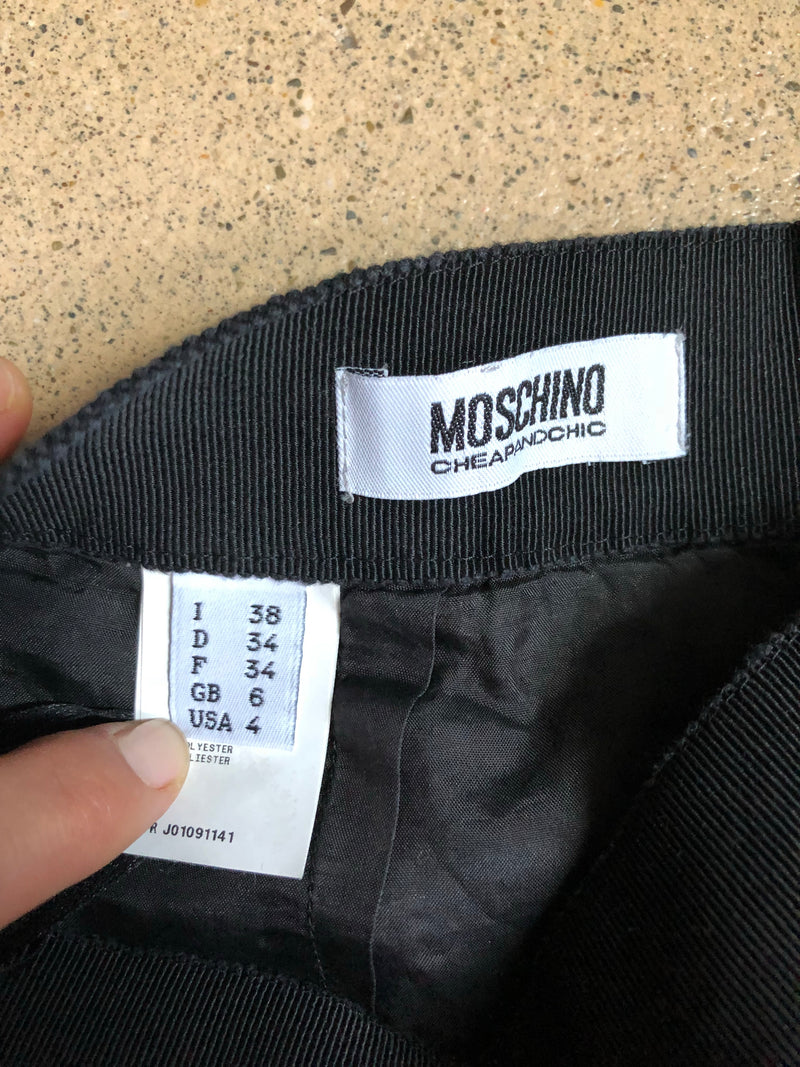 MOSCHINO
CHEAPANDCHIC
I 38
D 34
F 34
GB 6
USA 4
R J01091141